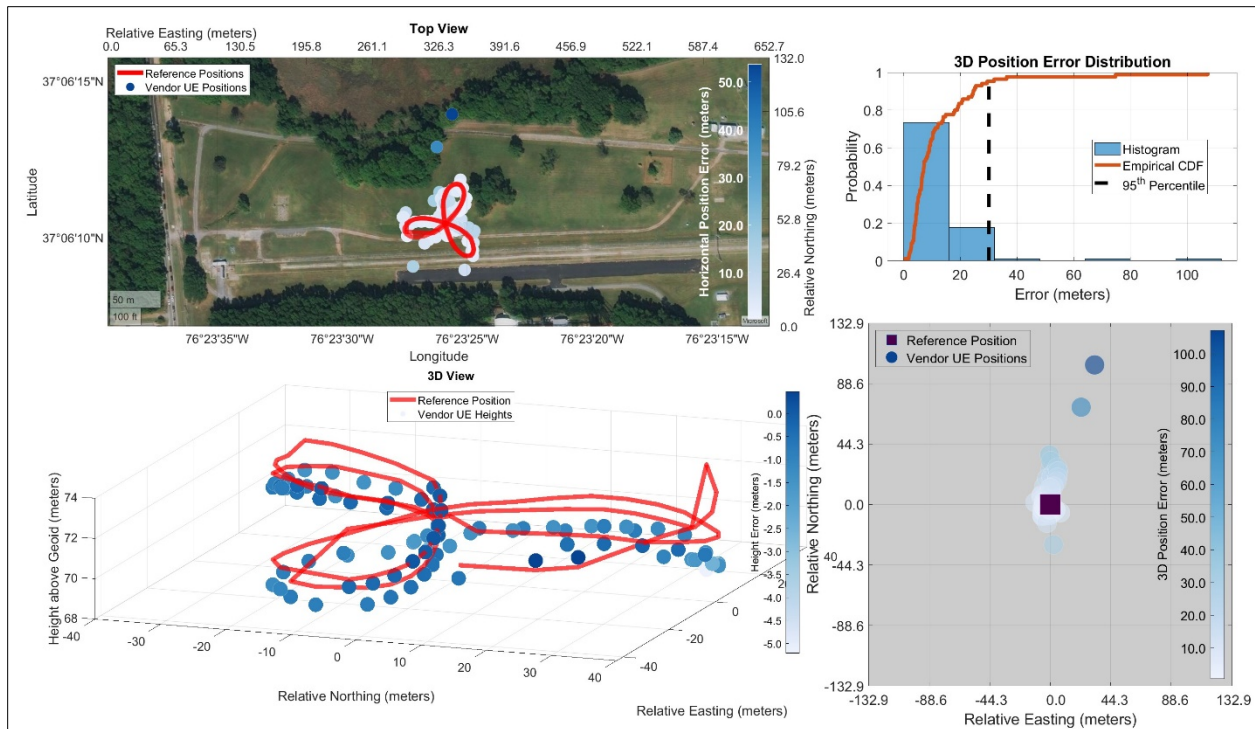 Top View
Relative Easting (meters)
0.0 65.3 130.5 195.8 261.1 326.3 391.6 456.9 522.1 587.4 652.7
Reference Positions
Vendor UE Positions
37°06'15"N
37°06'10"N
Latitude
50 m
100 ft
76°23'35"W 76°23'30"W 76°23'25"W 76°23'20"W 76°23'15"W
Longitude
Horizontal Position Error (meters)
50.0
40.0
30.0
20.0
10.0
Microsoft
132.0
105.6
79.2
52.8
26.4
0.0
Relative Northing (meters)
3D Position Error Distribution
1
0.8
0.6
0.4
0.2
0
Probability
Histogram
Empirical CDF
95th Percentile
0 20 40 60 80 100
Error (meters)
3D View
Reference Position
Vendor UE Heights
Height above Geoid (meters)
74
72
70
68
-40 -30 -20 -10 0 10 20 30 40
Relative Northing (meters)
-40 -20 0 40
Relative Easting (meters)
Height Error (meters)
0.0
-0.5
-1.0
-1.5
-2.0
-2.5
-3.0
-3.5
-4.0
-4.5
-5.0
Reference Position
Vendor UE Positions
132.9
88.6
44.3
0.0
-44.3
-88.6
-132.9
Relative Northing (meters)
-132.9 -88.6 -44.3 0.0 44.3 88.6 132.9
Relative Easting (meters)
3D Position Error (meters)
100.0
90.0
80.0
70.0
60.0
50.0
40.0
30.0
20.0
10.0